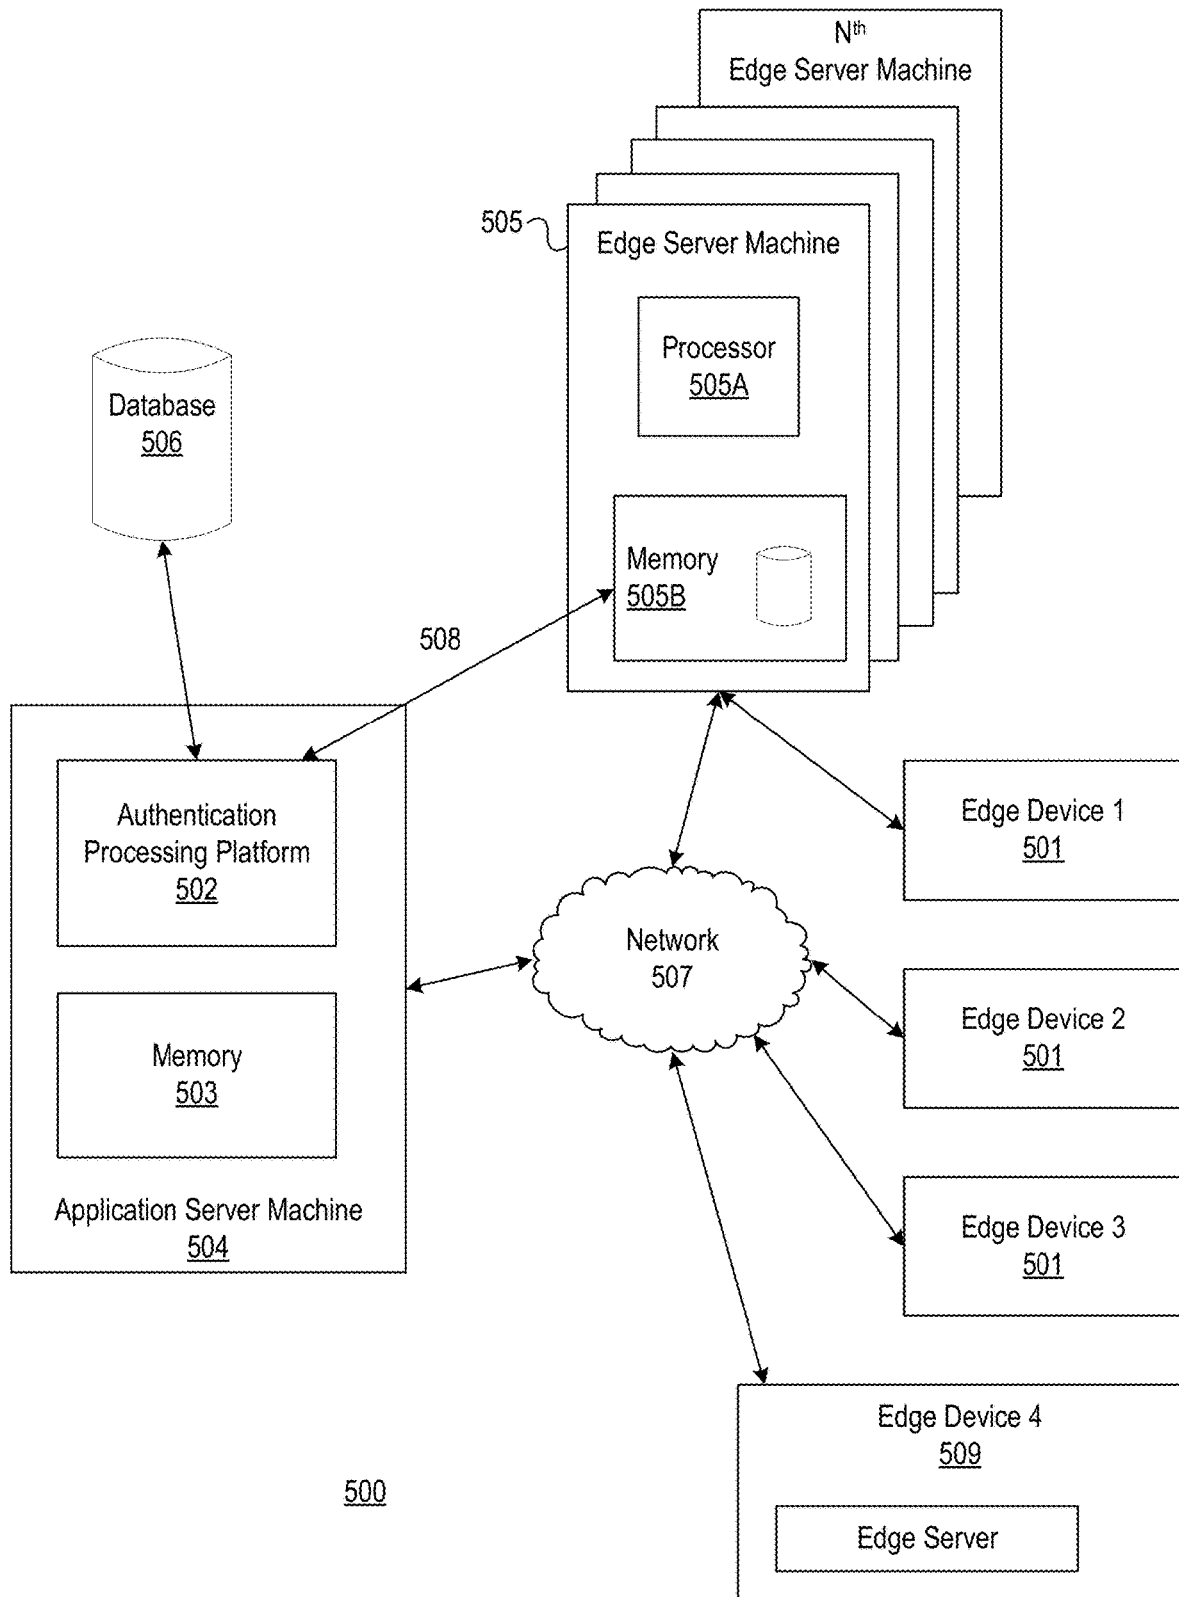 Nth
Edge Server Machine
505
Edge Server Machine
Processor
505A
Database
506
Memory
505B
508
Authentication
Processing Platform
502
Edge Device 1
501
Network
507
Edge Device 2
501
Memory
503
Application Server Machine
504
Edge Device 3
501
Edge Device 4
509
500
Edge Server